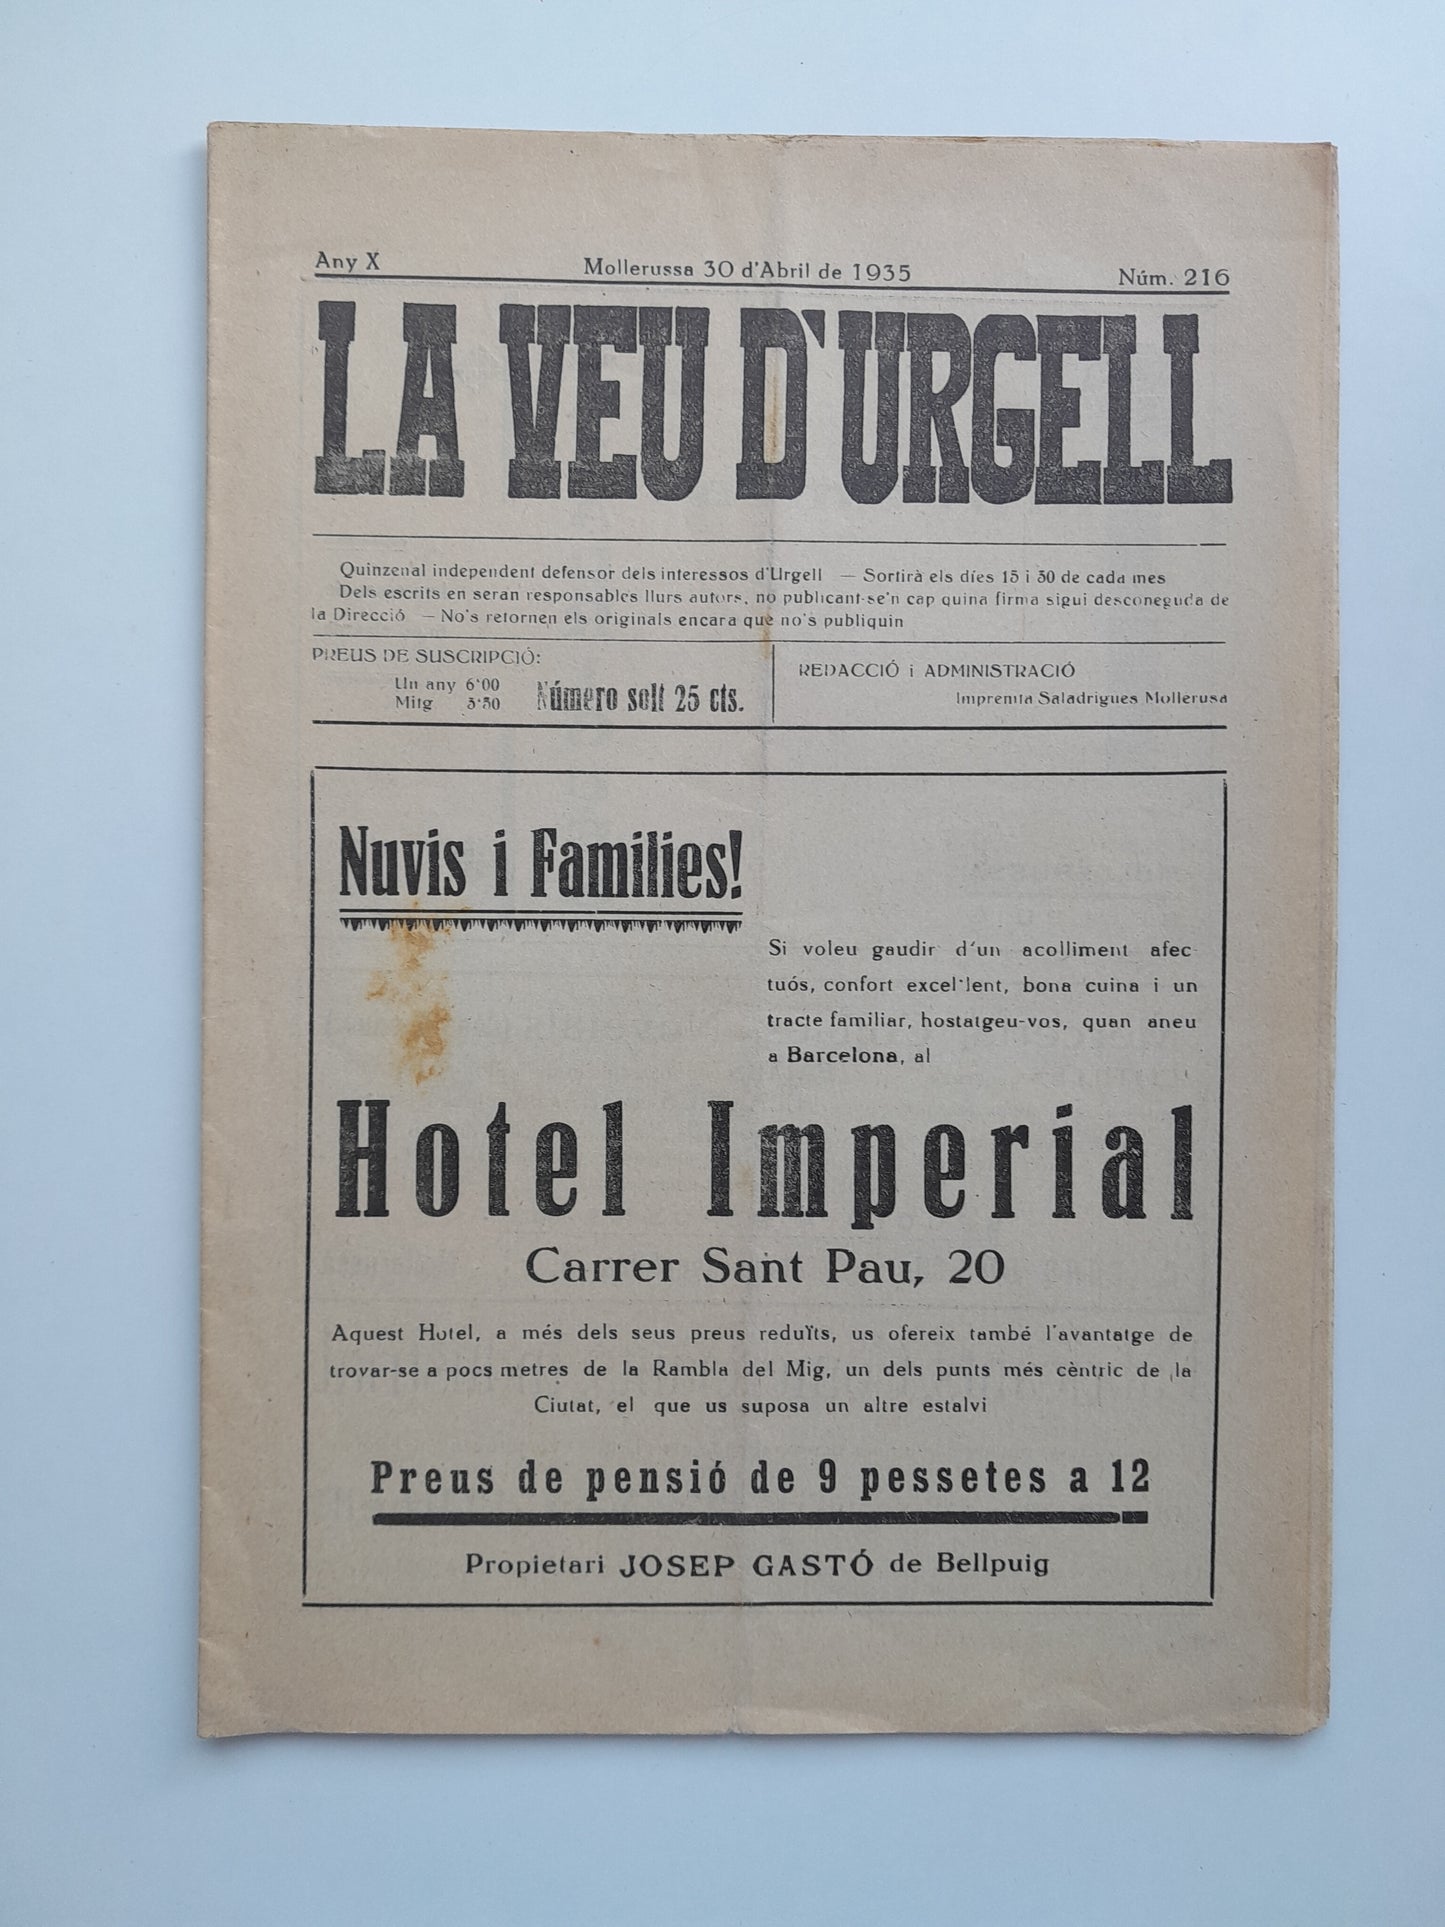 Any X
Mollerussa 30 d'Abril de 1935
Núm. 216
LA VEU D'URGELL
Quinzenal independent defensor dels interessos d'Urgell — Sortirà els díes 15 i 30 de cada mes
Dels escrits en seran responsables llurs autors, no publicant-se'n cap quina firma sigui desconeguda de
la Direcció — No's retornen els originals encara que no's publiquin
PREUS DE SUSCRIPCIÓ:
Un any 6'00
Mitg 3'50
Número solt 25 cts.
REDACCIÓ i ADMINISTRACIÓ
Impremta Saladrigues Mollerusa
Nuvis i Families!
Si voleu gaudir d'un acolliment afec-
tuós, confort excel·lent, bona cuina i un
tracte familiar, hostatgeu-vos, quan aneu
a Barcelona, al
Hotel Imperial
Carrer Sant Pau, 20
Aquest Hotel, a més dels seus preus reduïts, us ofereix també l'avantatge de
trovar-se a pocs metres de la Rambla del Mig, un dels punts més cèntric de la
Ciutat, el que us suposa un altre estalvi
Preus de pensió de 9 pessetes a 12
Propietari JOSEP GASTÓ de Bellpuig